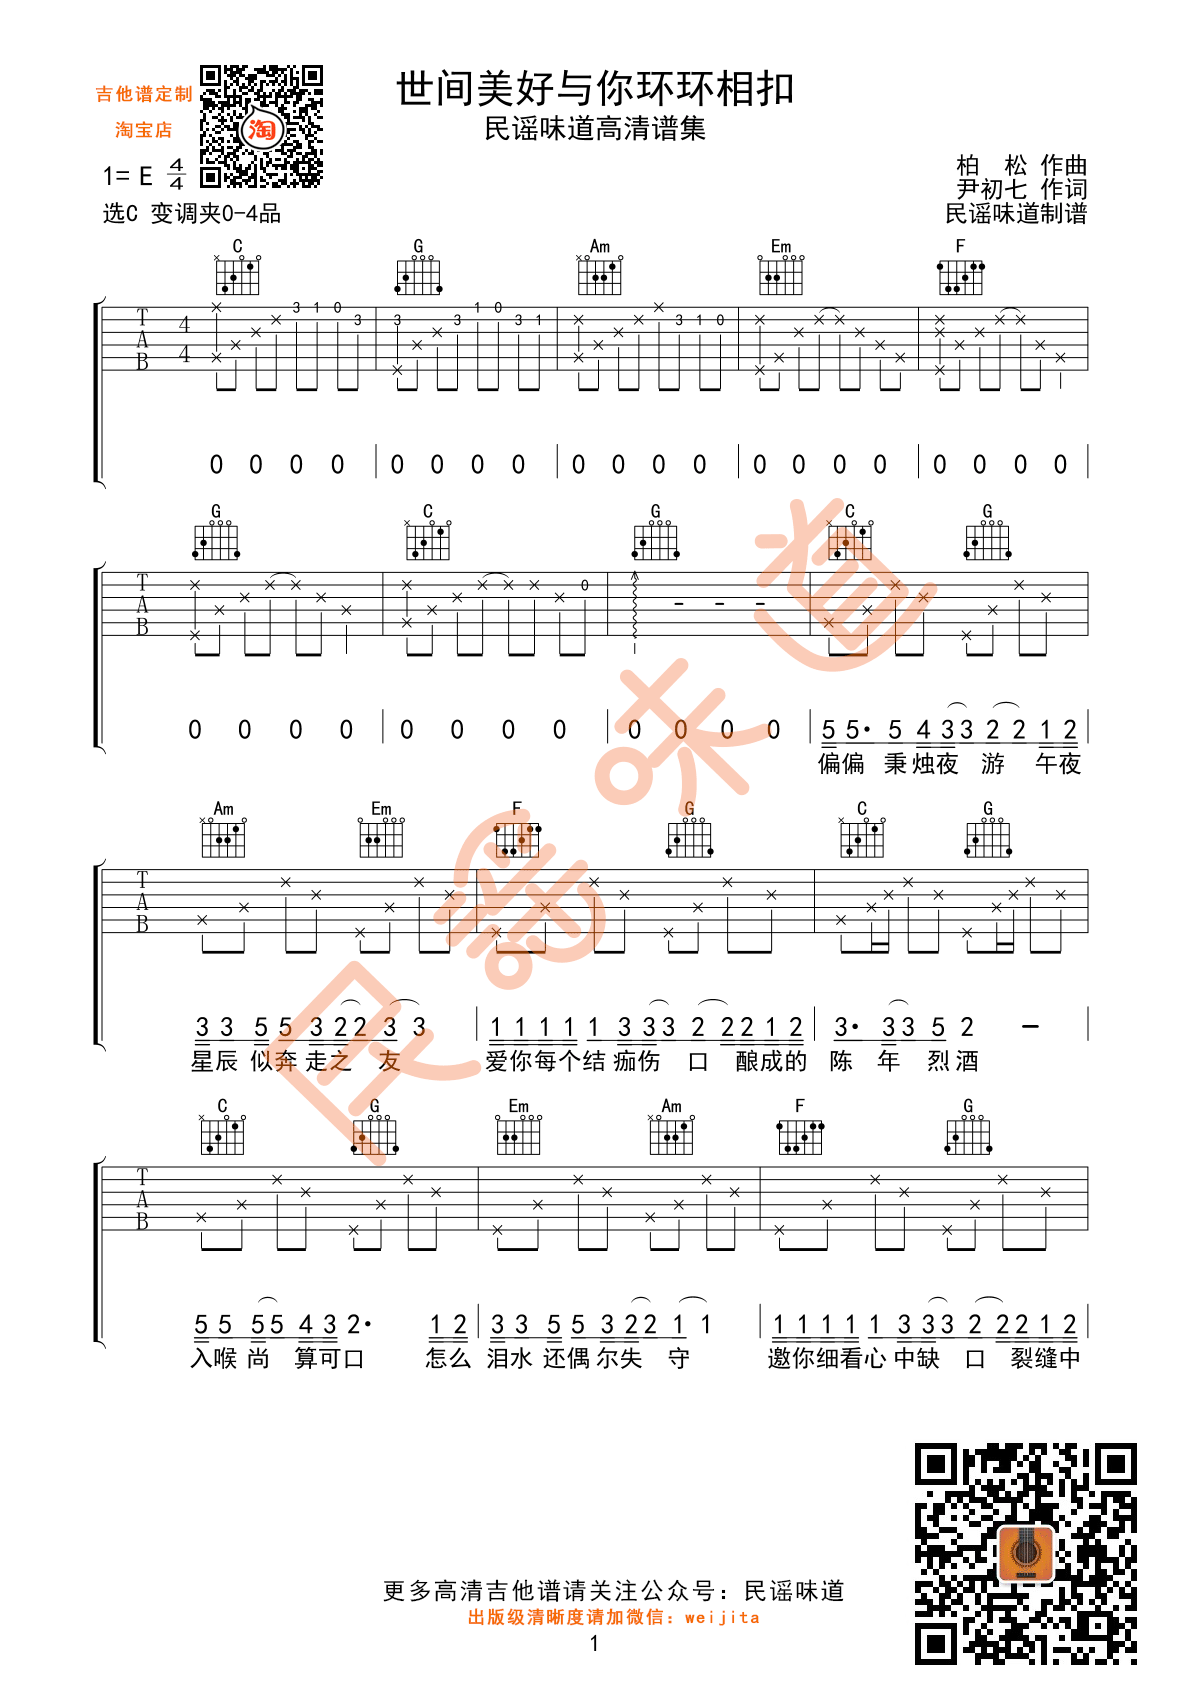 世间美好与你环环相扣
民谣味道高清谱集
吉他谱定制
淘宝店
淘
1= E 4/4
选C 变调夹0-4品
柏 松 作曲
尹初七 作词
民谣味道制谱
C G Am Em F
T A B 4 4 3 1 0 3 3 3 1 0 3 1 3 1 0
0 0 0 0 0 0 0 0 0 0 0 0 0 0 0 0 0 0 0 0
G C G C G
T A B 0 - - -
0 0 0 0 0 0 0 0 0 0 0 0 5 5· 5 4 3 3 2 2 1 2
偏偏 秉烛夜 游 午夜
Am Em F G C G
T A B
3 3 5 5 3 2 2 3 3 1 1 1 1 1 3 3 3 2 2 2 2 1 2 3· 3 3 5 2 -
星辰 似奔 走之 友 爱你每个结 痂伤 口 酿成的 陈 年 烈酒
C G Em Am F G
T A B
5 5 5 5 4 3 2· 1 2 3 3 5 5 3 2 2 1 1 1 1 1 1 1 3 3 3 2 2 2 2 1 2
入喉 尚 算可口 怎么 泪水 还偶 尔失 守 邀你细看心 中缺 口 裂缝中
民谣味道
更多高清吉他谱请关注公众号：民谣味道
出版级清晰度请加微信：weijita
1